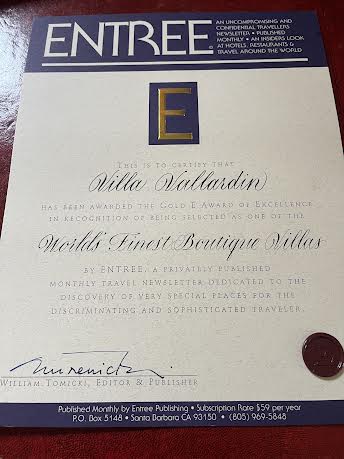 ENTREE®
AN UNCOMPROMISING AND
CONFIDENTIAL TRAVELLERS
NEWSLETTER • PUBLISHED
MONTHLY • AN INSIDERS LOOK
AT HOTELS, RESTAURANTS &
TRAVEL AROUND THE WORLD
E
THIS IS TO CERTIFY THAT
Villa Vallardin
HAS BEEN AWARDED THE GOLD E AWARD OF EXCELLENCE
IN RECOGNITION OF BEING SELECTED AS ONE OF THE
World's Finest Boutique Villas
BY ENTREE, A PRIVATELY PUBLISHED
MONTHLY TRAVEL NEWSLETTER DEDICATED TO THE
DISCOVERY OF VERY SPECIAL PLACES FOR THE
DISCRIMINATING AND SOPHISTICATED TRAVELER.
WILLIAM TOMICKI, EDITOR & PUBLISHER
Published Monthly by Entree Publishing • Subscription Rate $59 per year
P.O. Box 5148 • Santa Barbara CA 93150 • (805) 969-5848